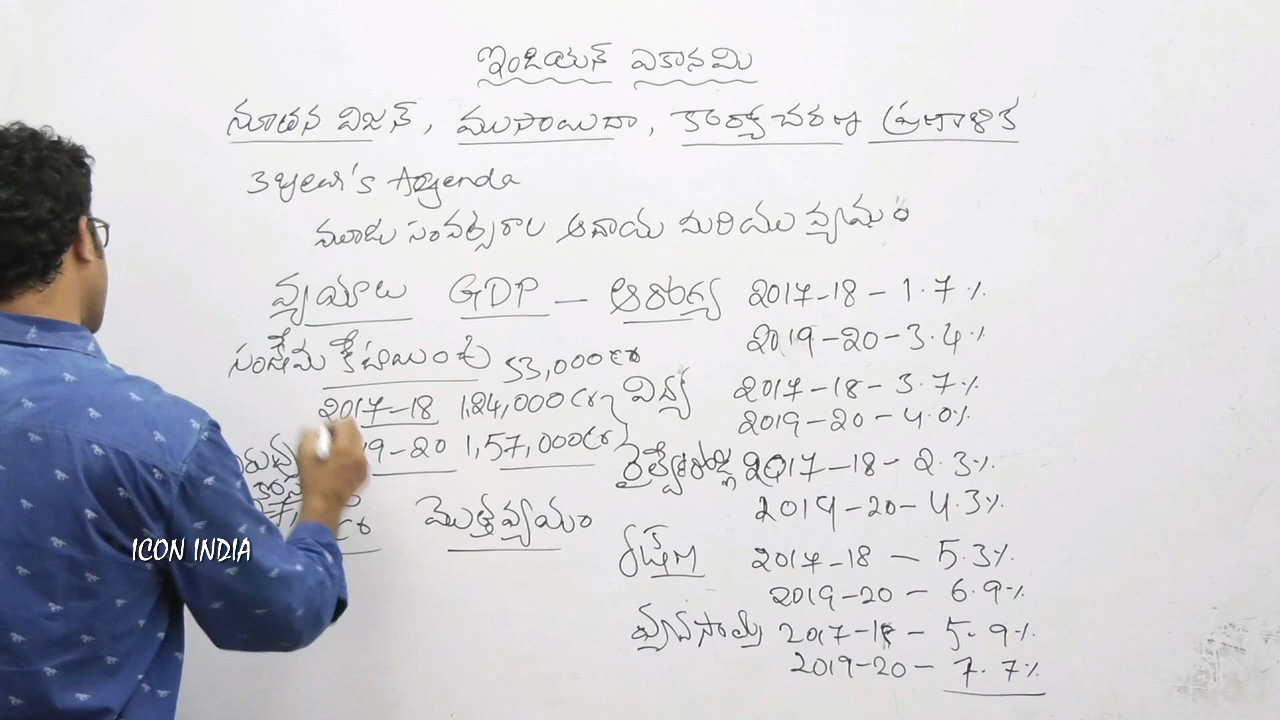 ఇండియన్ ఎకానమి
నూతన విజన్, ముసాయిదా, కార్యాచరణ ప్రణాళిక
3 year's Agenda
మూడు సంవత్సరాల ఆదాయ మరియు వ్యయం
వ్యయాలు GDP - ఆరోగ్య 2017-18 - 1.7%
2019-20 - 3.4%
సంక్షేమ కేటాయింపు 53,000 cr
2017-18 1,24,000 Cr
19-20 1,57,000 Cr
మొత్తవ్యయం
విద్య 2017-18 - 3.7%
2019-20 - 4.0%
రైల్వే రోడ్లు 2017-18 - 2.3%
2019-20 - 4.3%
రక్షణ 2017-18 - 5.3%
2019-20 - 6.9%
వ్యవసాయ 2017-18 - 5.9%
2019-20 - 7.7%
ICON INDIA